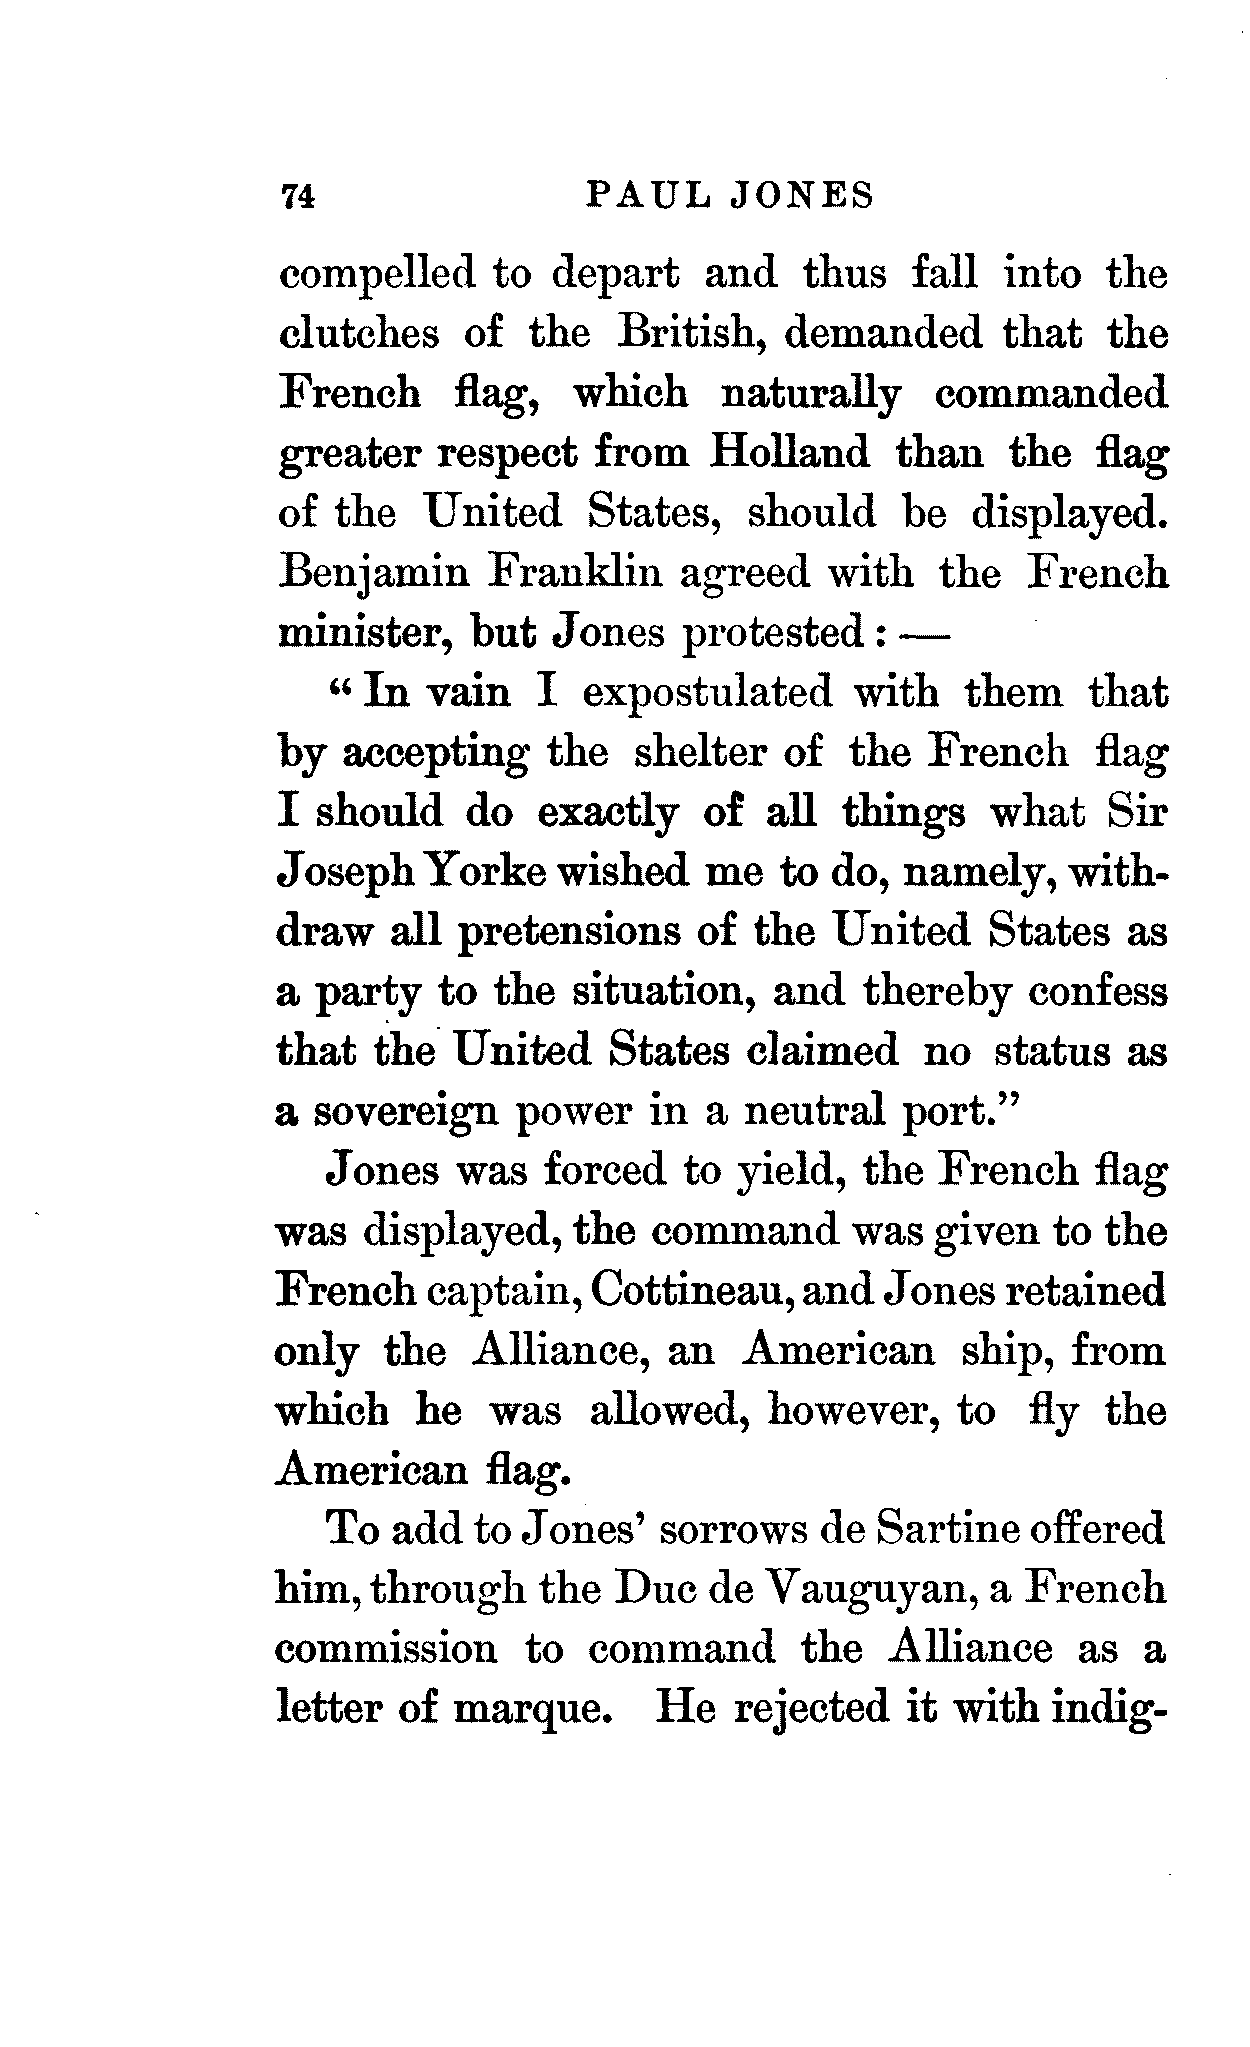 74 PAUL JONES
compelled to depart and thus fall into the
clutches of the British, demanded that the
French flag, which naturally commanded
greater respect from Holland than the flag
of the United States, should be displayed.
Benjamin Franklin agreed with the French
minister, but Jones protested : —
“ In vain I expostulated with them that
by accepting the shelter of the French flag
I should do exactly of all things what Sir
Joseph Yorke wished me to do, namely, with-
draw all pretensions of the United States as
a party to the situation, and thereby confess
that the United States claimed no status as
a sovereign power in a neutral port.”
Jones was forced to yield, the French flag
was displayed, the command was given to the
French captain, Cottineau, and Jones retained
only the Alliance, an American ship, from
which he was allowed, however, to fly the
American flag.
To add to Jones’ sorrows de Sartine offered
him, through the Duc de Vauguyan, a French
commission to command the Alliance as a
letter of marque. He rejected it with indig-